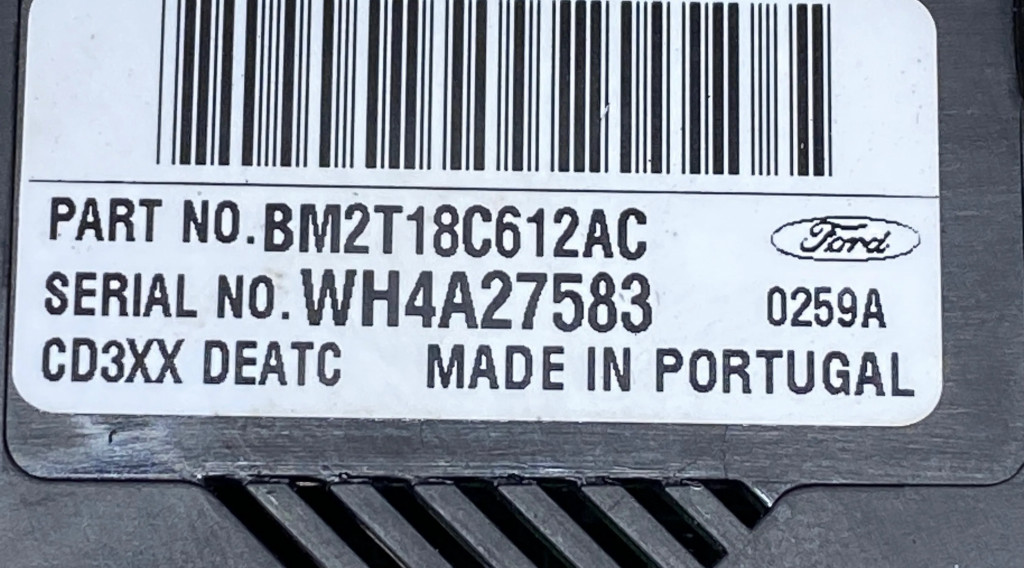 PART NO. BM2T18C612AC
Ford
SERIAL NO. WH4A27583 0259A
CD3XX DEATC MADE IN PORTUGAL